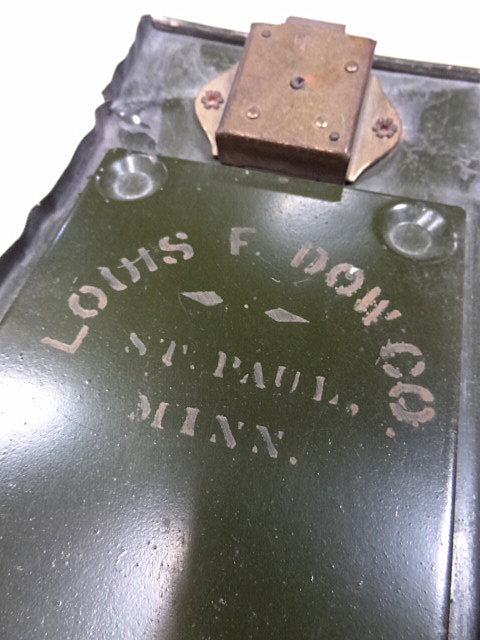 LOUIS F. DOW CO.
ST. PAUL,
MINN.